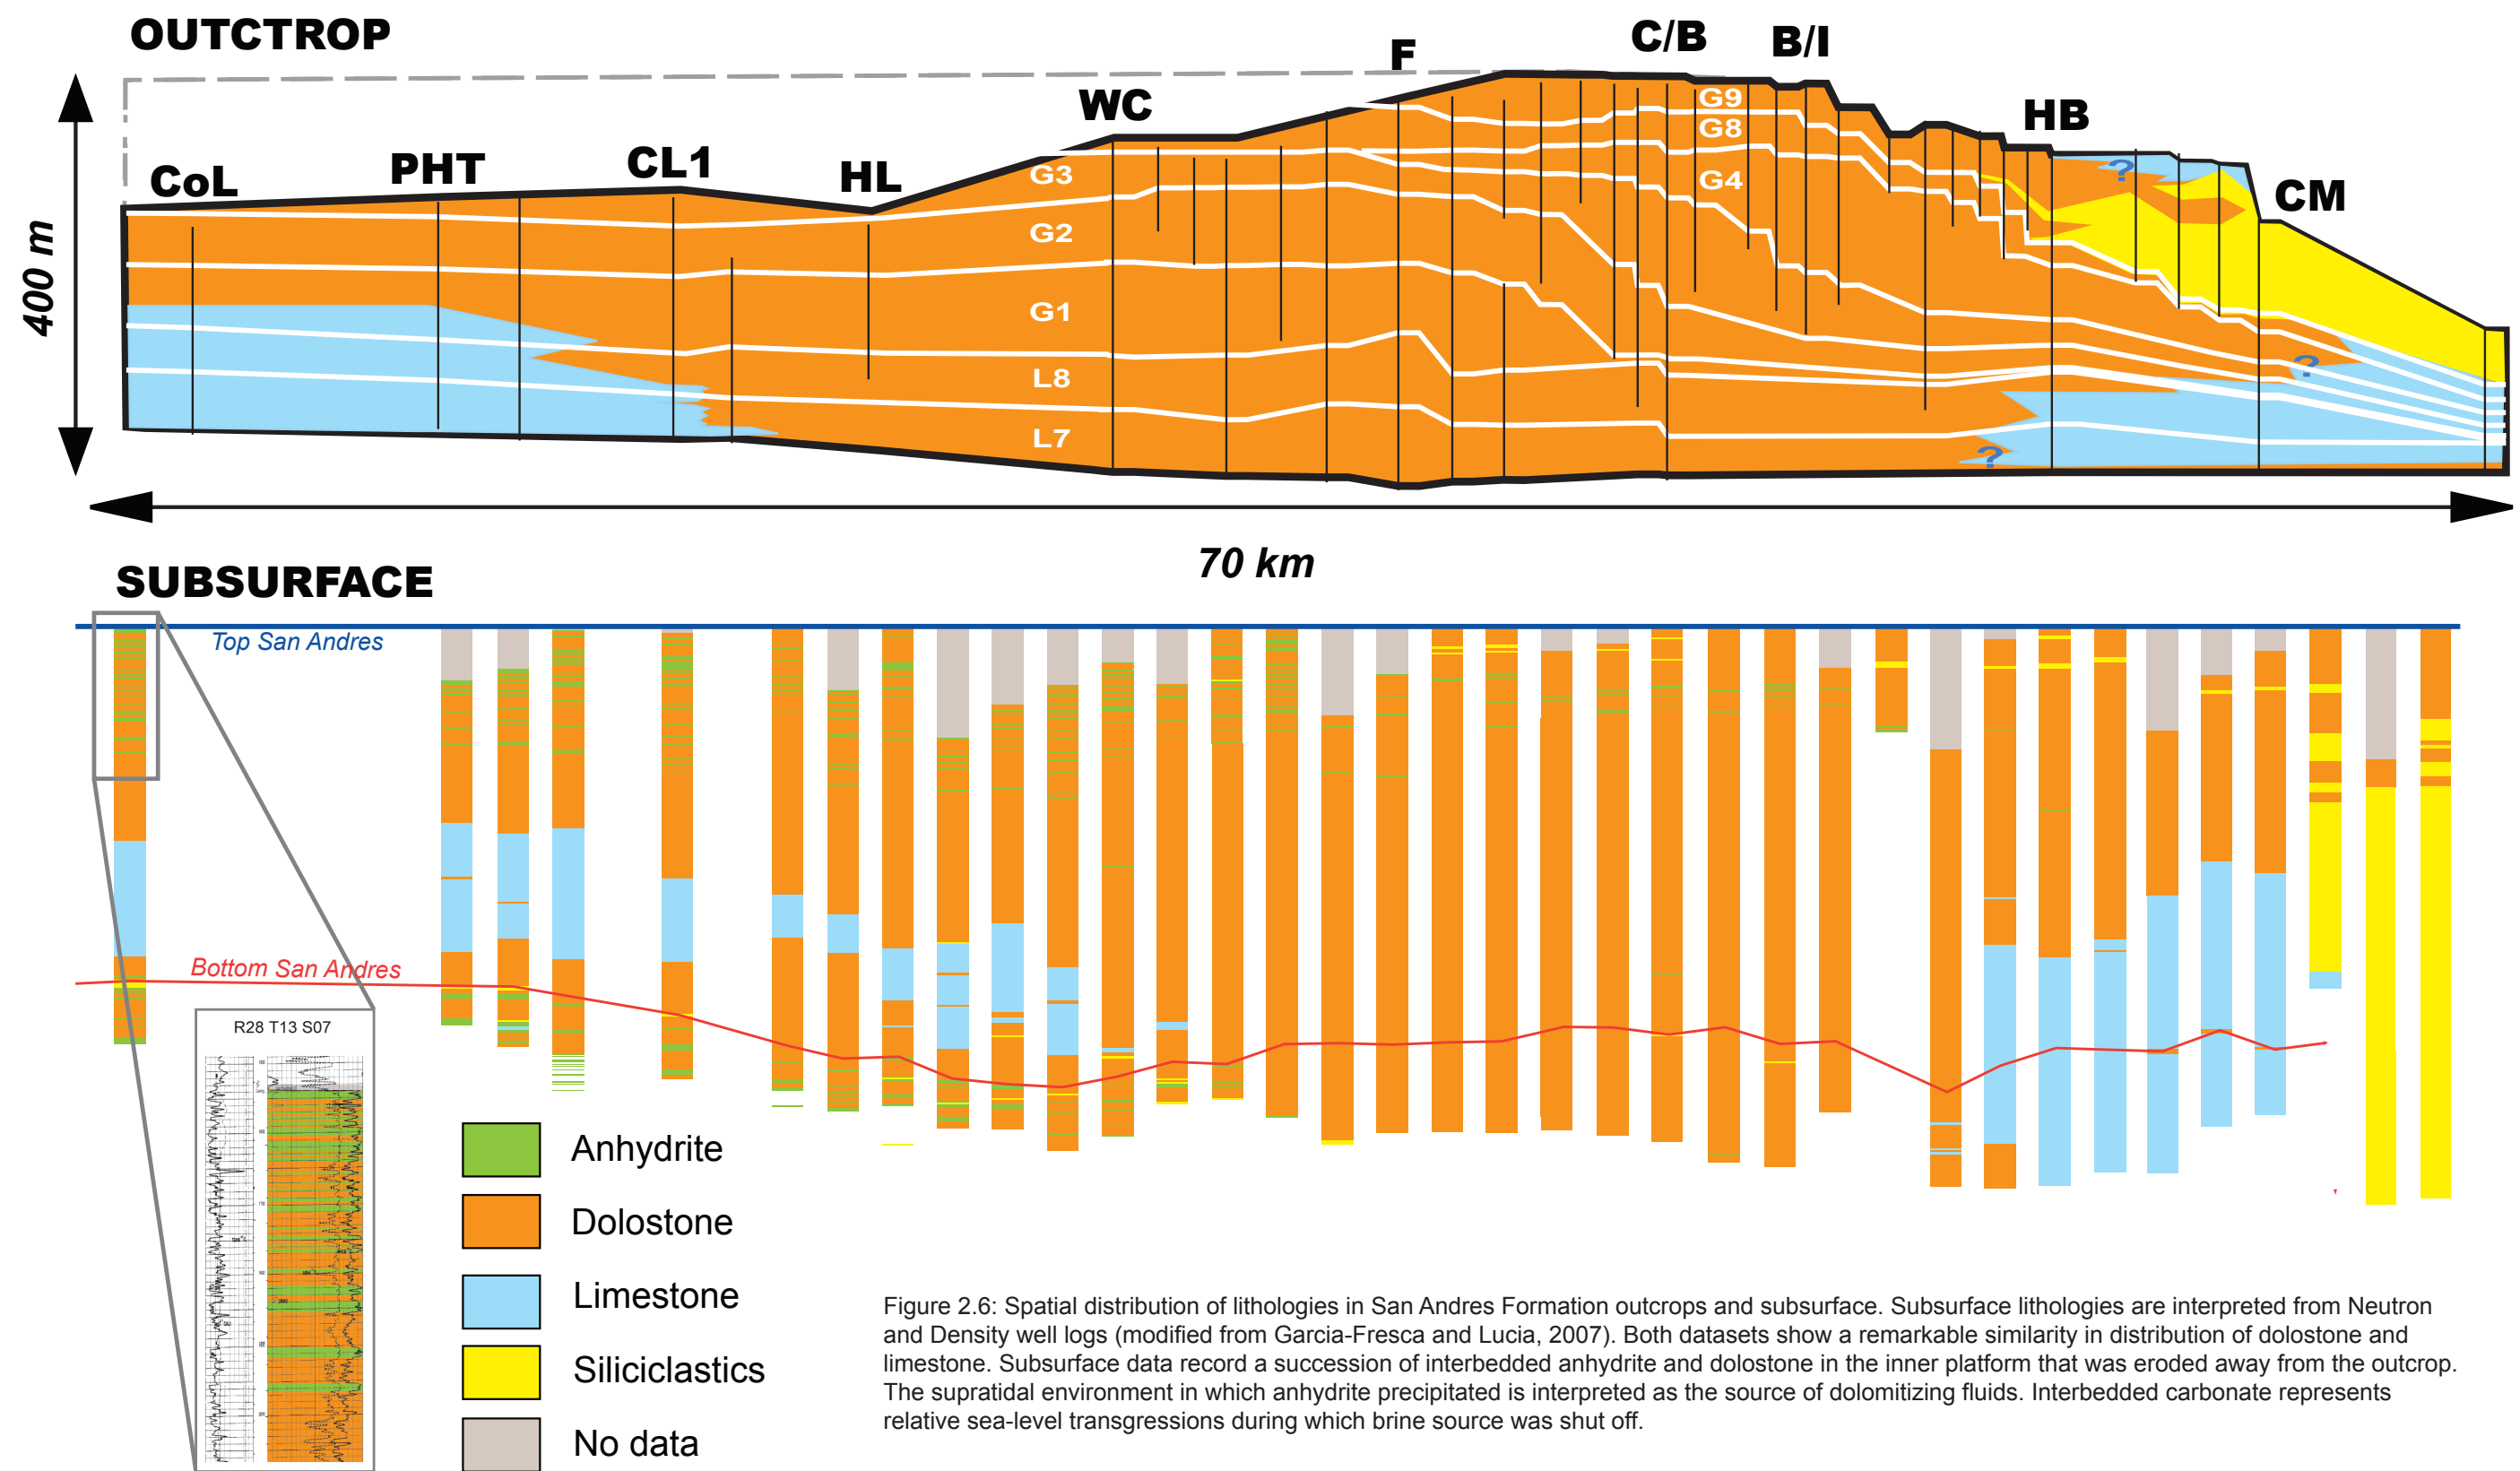 OUTCTROP
F
C/B
B/I
WC
HB
CoL
PHT
CL1
HL
CM
G9
G8
G4
G3
G2
G1
L8
L7
?
?
?
400 m
70 km
SUBSURFACE
Top San Andres
Bottom San Andres
R28 T13 S07
Anhydrite
Dolostone
Limestone
Siliciclastics
No data
Figure 2.6: Spatial distribution of lithologies in San Andres Formation outcrops and subsurface. Subsurface lithologies are interpreted from Neutron
and Density well logs (modified from Garcia-Fresca and Lucia, 2007). Both datasets show a remarkable similarity in distribution of dolostone and
limestone. Subsurface data record a succession of interbedded anhydrite and dolostone in the inner platform that was eroded away from the outcrop.
The supratidal environment in which anhydrite precipitated is interpreted as the source of dolomitizing fluids. Interbedded carbonate represents
relative sea-level transgressions during which brine source was shut off.